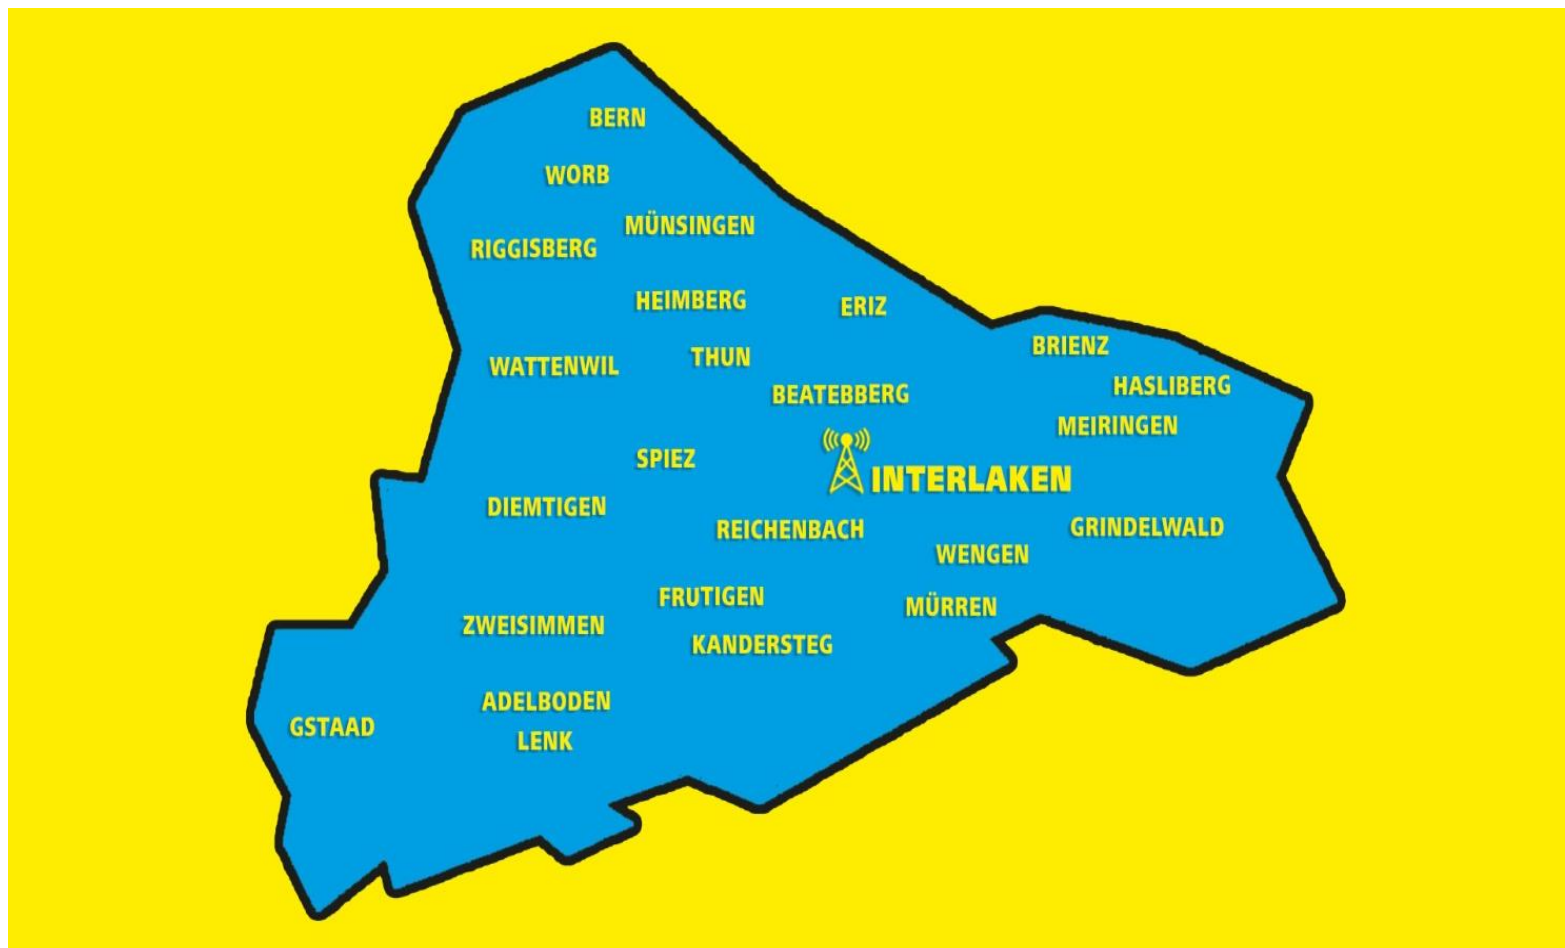 BERN
WORB
MÜNSINGEN
RIGGISBERG
HEIMBERG
ERIZ
BRIENZ
THUN
WATTENWIL
HASLIBERG
BEATEBBERG
MEIRINGEN
SPIEZ
INTERLAKEN
DIEMTIGEN
REICHENBACH
GRINDELWALD
WENGEN
FRUTIGEN
MÜRREN
ZWEISIMMEN
KANDERSTEG
ADELBODEN
GSTAAD
LENK